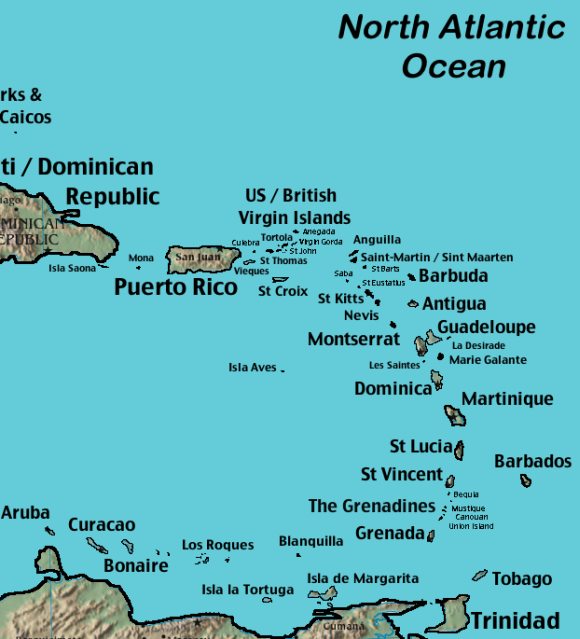 North Atlantic
Ocean
rks &
Caicos
ti / Dominican
Republic
US / British
Virgin Islands
Anegada
Tortola
Virgin Gorda
Culebra
St John
St Thomas
Vieques
Anguilla
Saint-Martin / Sint Maarten
St Barts
Saba
St Eustatius
Barbuda
MINICAN
EPUBLIC
Isla Saona
Mona
San Juan
Puerto Rico
St Croix
St Kitts
Antigua
Nevis
Guadeloupe
Montserrat
La Desirade
Marie Galante
Les Saintes
Isla Aves
Dominica
Martinique
St Lucia
Barbados
St Vincent
Bequia
The Grenadines
Mustique
Canouan
Union Island
Grenada
Aruba
Curacao
Bonaire
Los Roques
Blanquilla
Isla la Tortuga
Isla de Margarita
Tobago
Cumana
Trinidad